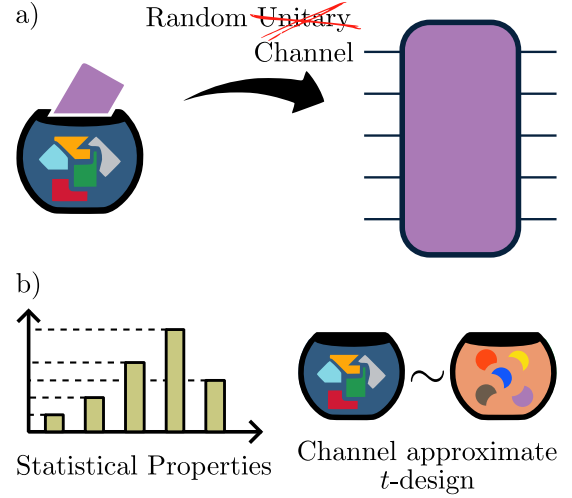 a)
Random Unitary
Channel
b)
Statistical Properties
∼
Channel approximate
t-design